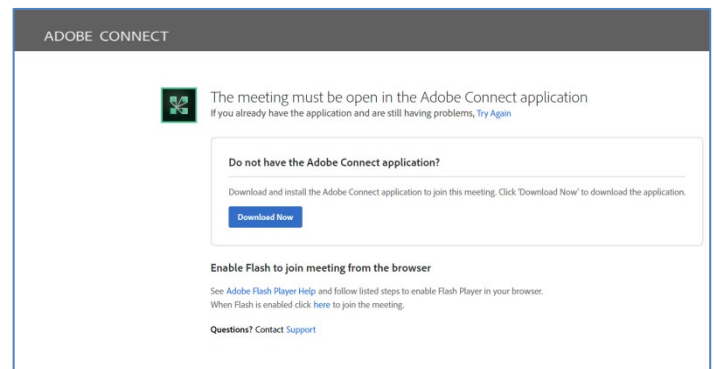 ADOBE CONNECT
The meeting must be open in the Adobe Connect application
If you already have the application and are still having problems, Try Again
Do not have the Adobe Connect application?
Download and install the Adobe Connect application to join this meeting. Click 'Download Now' to download the application.
Download Now
Enable Flash to join meeting from the browser
See Adobe Flash Player Help and follow listed steps to enable Flash Player in your browser.
When Flash is enabled click here to join the meeting.
Questions? Contact Support